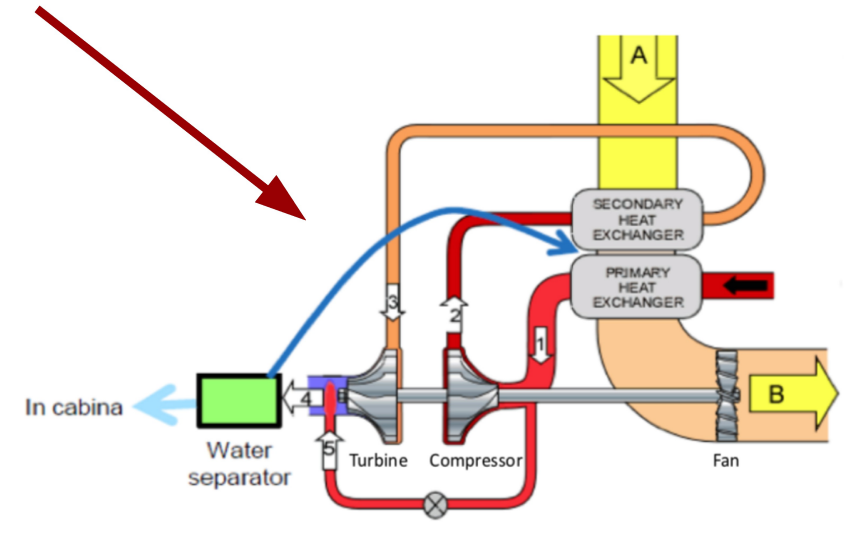 A
SECONDARY
HEAT
EXCHANGER
PRIMARY
HEAT
EXCHANGER
3
2
1
In cabina
4
B
Water
separator
5
Turbine
Compressor
Fan